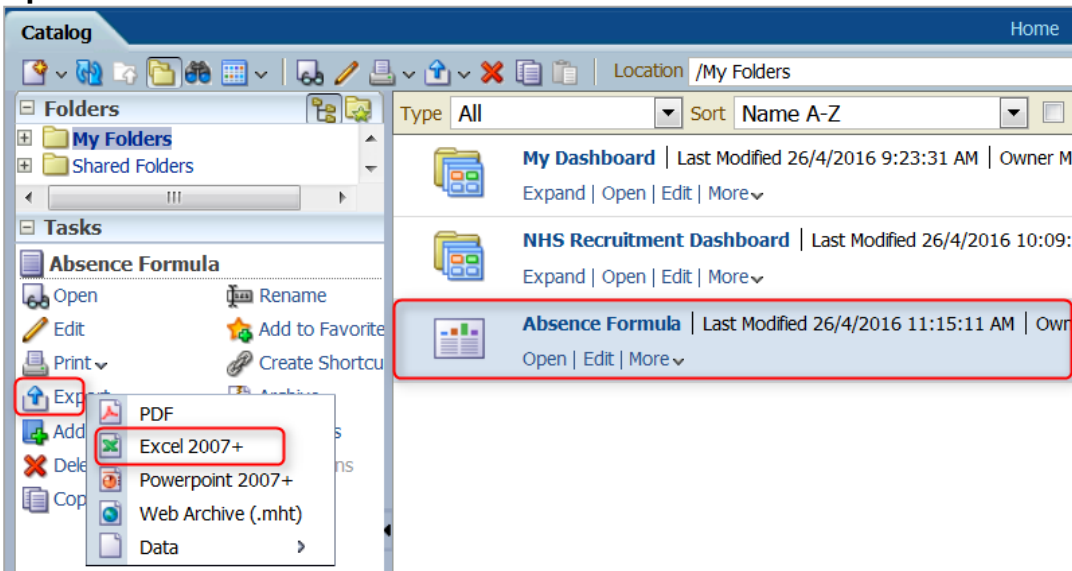 Catalog
Home
Location /My Folders
Folders
My Folders
Shared Folders
Type All Sort Name A-Z
My Dashboard | Last Modified 26/4/2016 9:23:31 AM | Owner M
Expand | Open | Edit | More
NHS Recruitment Dashboard | Last Modified 26/4/2016 10:09:
Expand | Open | Edit | More
Absence Formula | Last Modified 26/4/2016 11:15:11 AM | Own
Open | Edit | More
Tasks
Absence Formula
Open Rename
Edit Add to Favorite
Print Create Shortcu
Add
Dele
Cop
PDF
Excel 2007+
Powerpoint 2007+
Web Archive (.mht)
Data